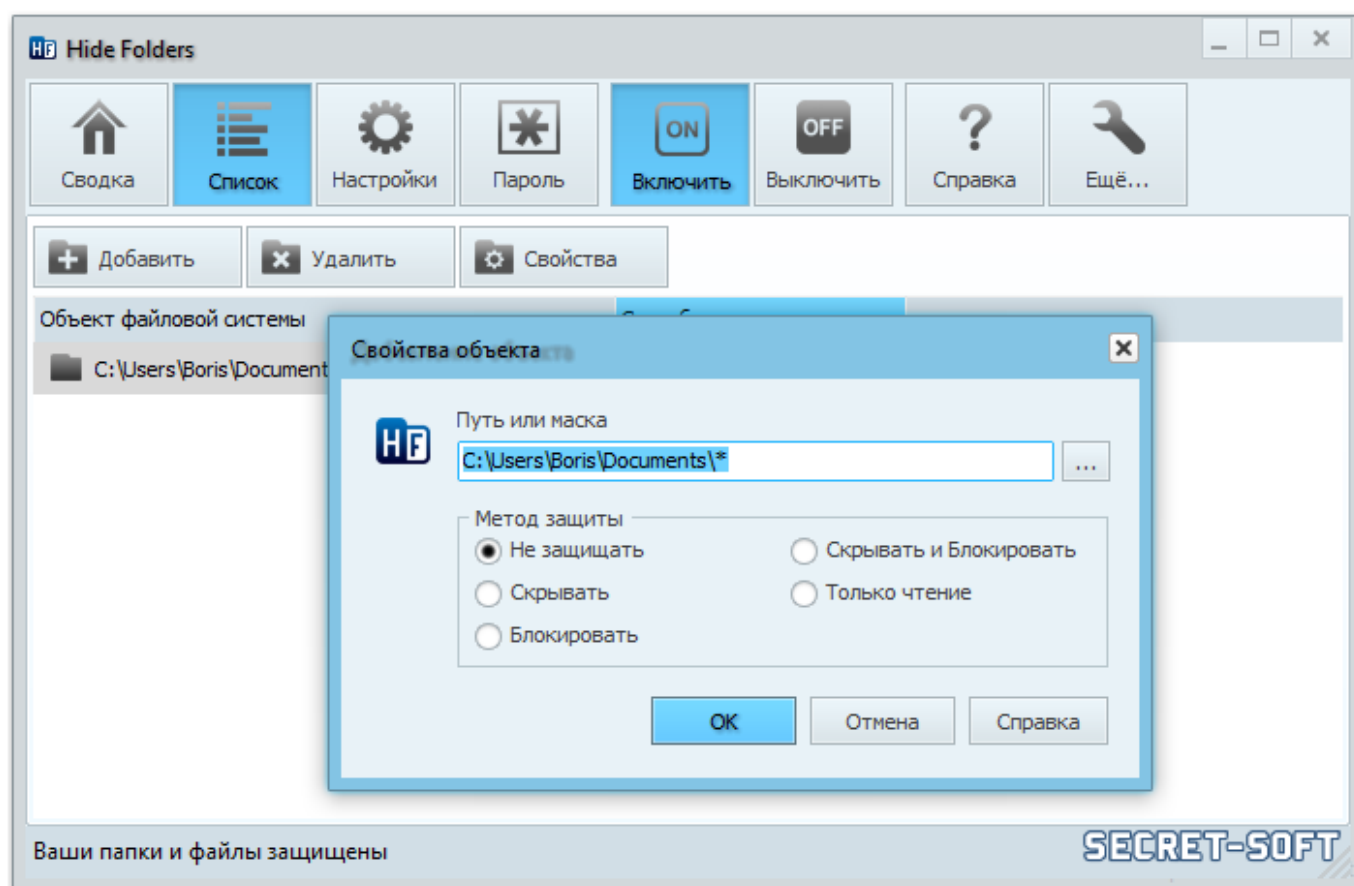 HF Hide Folders
Сводка Список Настройки Пароль ON Включить OFF Выключить ? Справка Ещё...
Добавить Удалить Свойства
Объект файловой системы
C:\Users\Boris\Document
Свойства объекта
HF
Путь или маска
C:\Users\Boris\Documents\*
...
Метод защиты
Не защищать Скрывать и Блокировать
Скрывать Только чтение
Блокировать
OK Отмена Справка
Ваши папки и файлы защищены
SECRET-SOFT